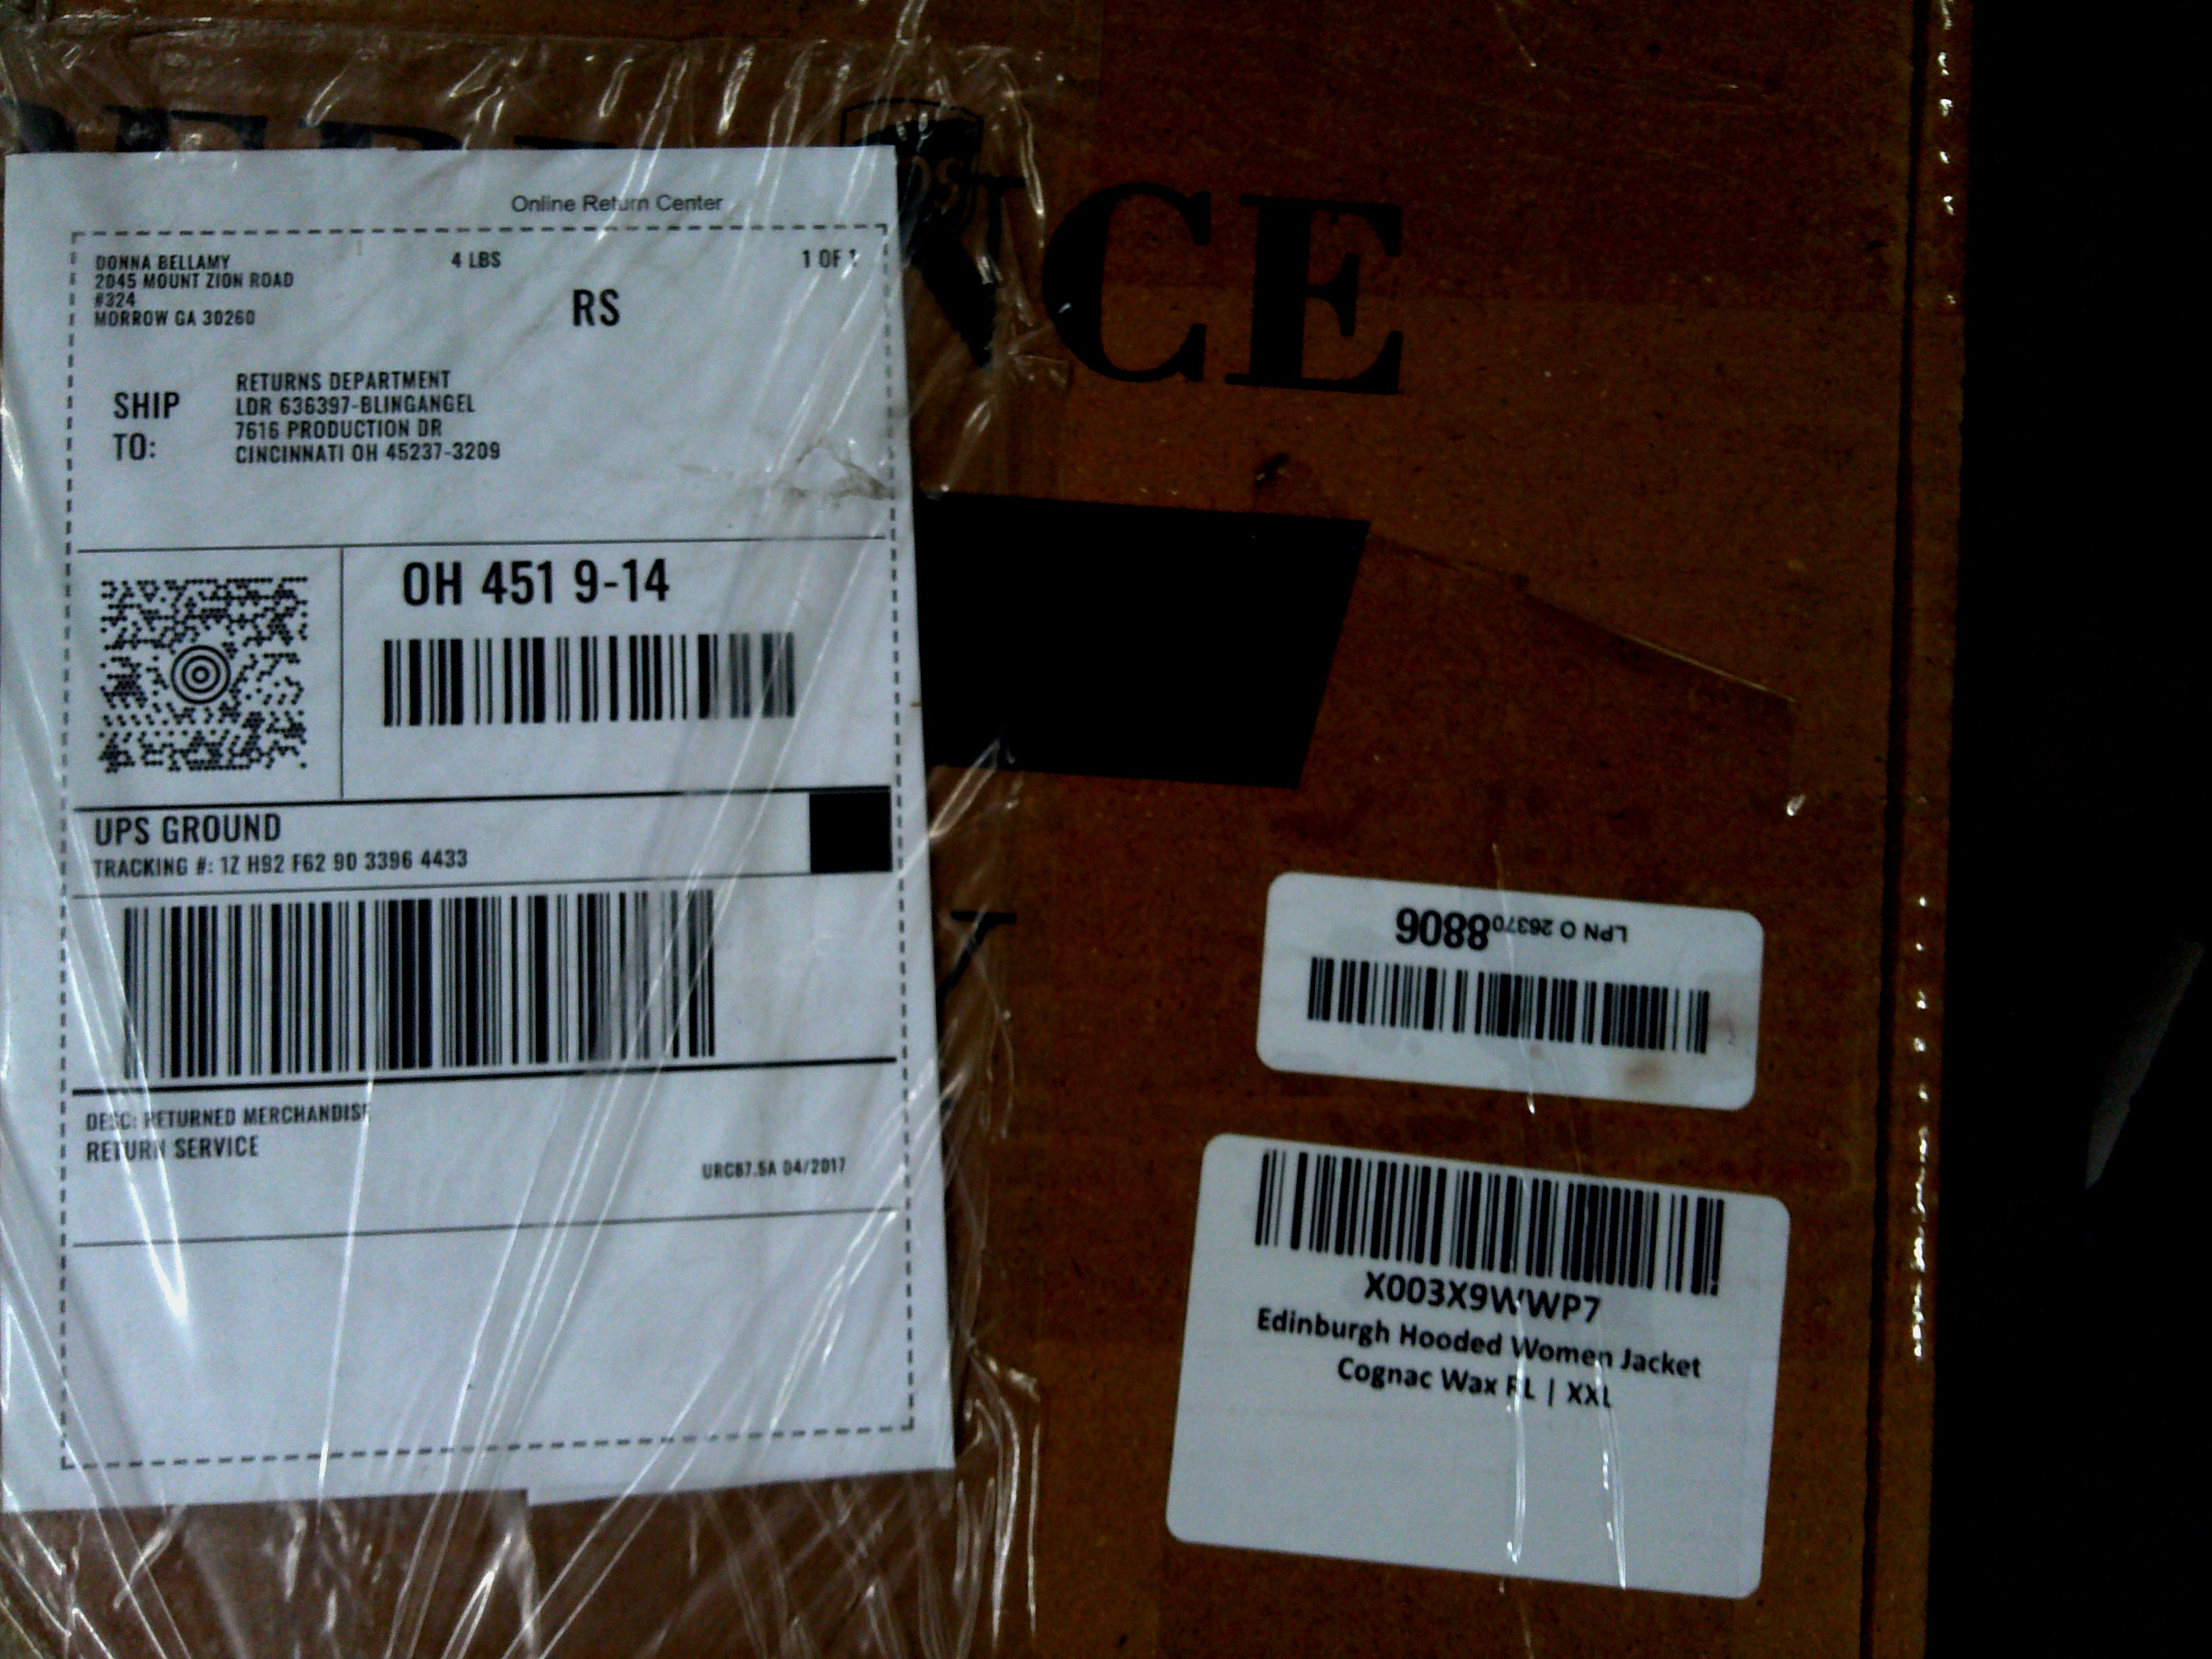 Online Return Center
DONNA BELLAMY
2045 MOUNT ZION ROAD
#324
MORROW GA 30260
4 LBS
1 OF 1
RS
SHIP TO:
RETURNS DEPARTMENT
LDR 636397-BLINGANGEL
7616 PRODUCTION DR
CINCINNATI OH 45237-3209
OH 451 9-14
UPS GROUND
TRACKING #: 1Z H92 F62 90 3396 4433
DESC: RETURNED MERCHANDISE
RETURN SERVICE
URC87.5A 04/2017
CE
Y
LPN O 263708806
X003X9WWP7
Edinburgh Hooded Women Jacket
Cognac Wax RL | XXL